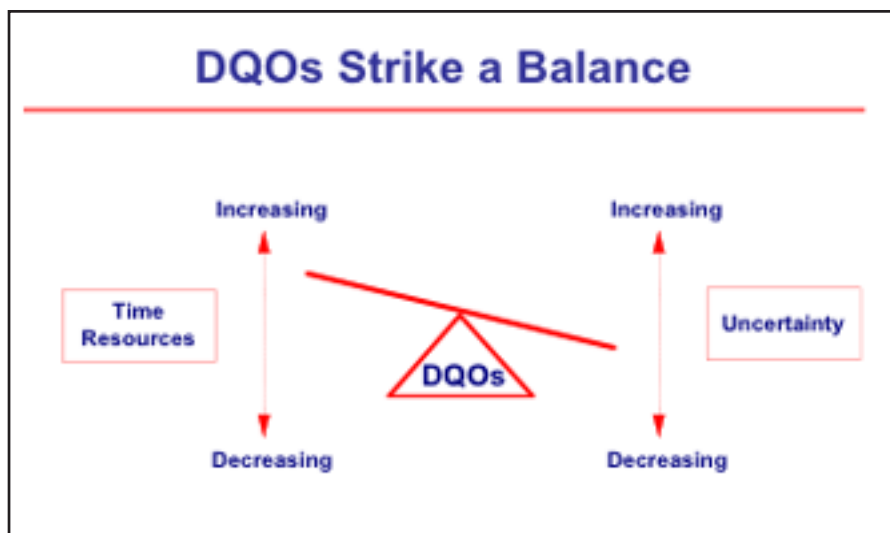 DQOs Strike a Balance
Increasing
Increasing
Time
Resources
Uncertainty
DQOs
Decreasing
Decreasing